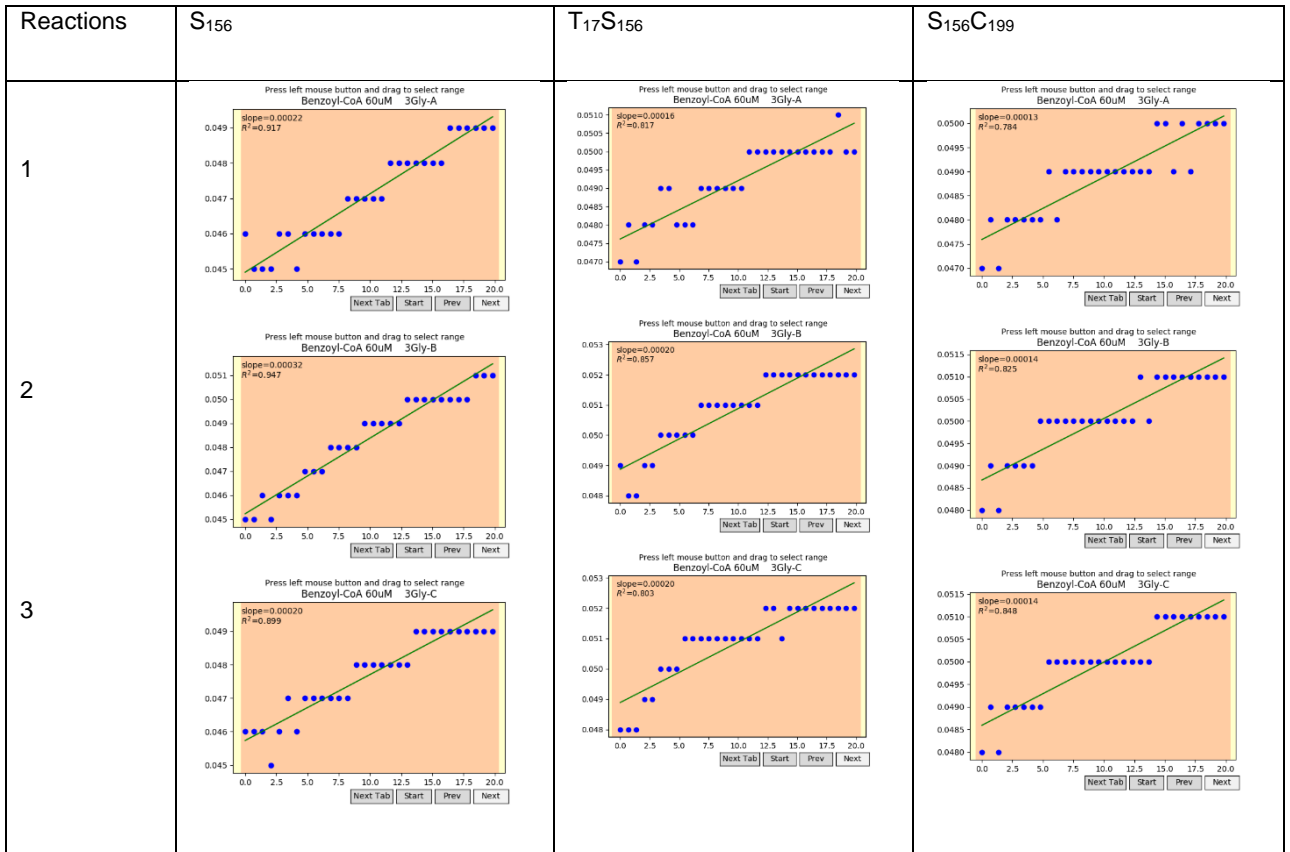 Reactions S₁₅₆ T₁₇S₁₅₆ S₁₅₆C₁₉₉
1
Press left mouse button and drag to select range
Benzoyl-CoA 60uM 3Gly-A
slope=0.00022
R²=0.917
0.049
0.048
0.047
0.046
0.045
0.0 2.5 5.0 7.5 10.0 12.5 15.0 17.5 20.0
Next Tab Start Prev Next
Press left mouse button and drag to select range
Benzoyl-CoA 60uM 3Gly-A
slope=0.00016
R²=0.817
0.0510
0.0505
0.0500
0.0495
0.0490
0.0485
0.0480
0.0475
0.0470
0.0 2.5 5.0 7.5 10.0 12.5 15.0 17.5 20.0
Next Tab Start Prev Next
Press left mouse button and drag to select range
Benzoyl-CoA 60uM 3Gly-A
slope=0.00013
R²=0.784
0.0500
0.0495
0.0490
0.0485
0.0480
0.0475
0.0470
0.0 2.5 5.0 7.5 10.0 12.5 15.0 17.5 20.0
Next Tab Start Prev Next
2
Press left mouse button and drag to select range
Benzoyl-CoA 60uM 3Gly-B
slope=0.00032
R²=0.947
0.051
0.050
0.049
0.048
0.047
0.046
0.045
0.0 2.5 5.0 7.5 10.0 12.5 15.0 17.5 20.0
Next Tab Start Prev Next
Press left mouse button and drag to select range
Benzoyl-CoA 60uM 3Gly-B
slope=0.00020
R²=0.857
0.053
0.052
0.051
0.050
0.049
0.048
0.0 2.5 5.0 7.5 10.0 12.5 15.0 17.5 20.0
Next Tab Start Prev Next
Press left mouse button and drag to select range
Benzoyl-CoA 60uM 3Gly-B
slope=0.00014
R²=0.825
0.0515
0.0510
0.0505
0.0500
0.0495
0.0490
0.0485
0.0480
0.0 2.5 5.0 7.5 10.0 12.5 15.0 17.5 20.0
Next Tab Start Prev Next
3
Press left mouse button and drag to select range
Benzoyl-CoA 60uM 3Gly-C
slope=0.00020
R²=0.899
0.049
0.048
0.047
0.046
0.045
0.0 2.5 5.0 7.5 10.0 12.5 15.0 17.5 20.0
Next Tab Start Prev Next
Press left mouse button and drag to select range
Benzoyl-CoA 60uM 3Gly-C
slope=0.00020
R²=0.803
0.053
0.052
0.051
0.050
0.049
0.048
0.0 2.5 5.0 7.5 10.0 12.5 15.0 17.5 20.0
Next Tab Start Prev Next
Press left mouse button and drag to select range
Benzoyl-CoA 60uM 3Gly-C
slope=0.00014
R²=0.848
0.0515
0.0510
0.0505
0.0500
0.0495
0.0490
0.0485
0.0480
0.0 2.5 5.0 7.5 10.0 12.5 15.0 17.5 20.0
Next Tab Start Prev Next